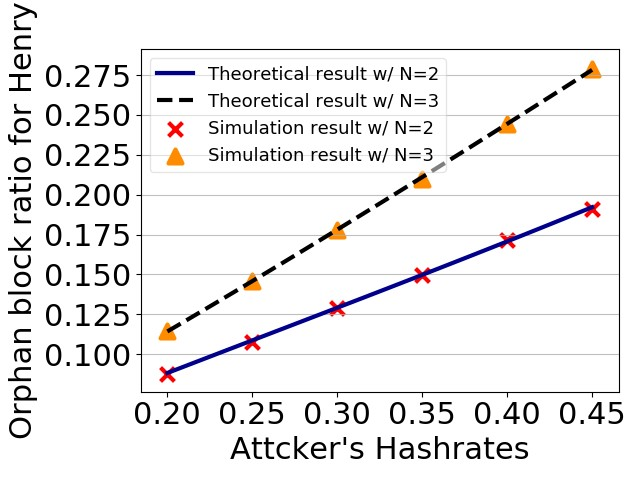 Orphan block ratio for Henry
0.275
0.250
0.225
0.200
0.175
0.150
0.125
0.100
Theoretical result w/ N=2
Theoretical result w/ N=3
Simulation result w/ N=2
Simulation result w/ N=3
0.20 0.25 0.30 0.35 0.40 0.45
Attcker's Hashrates